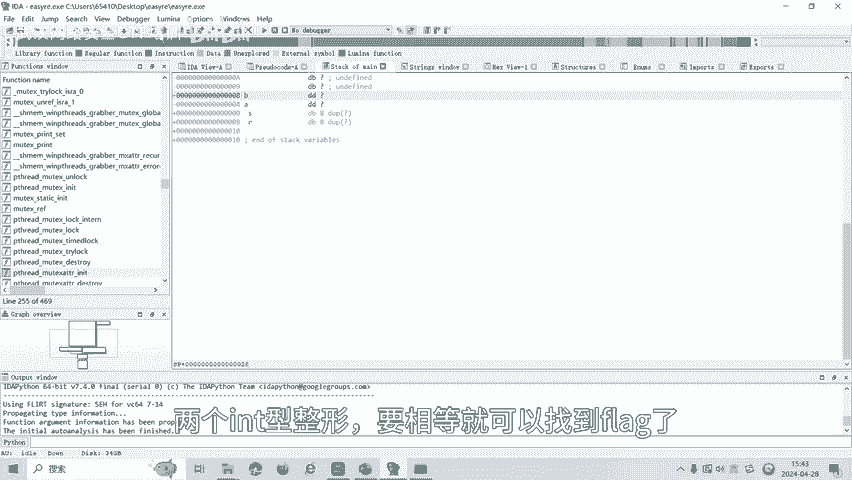 IDA - easyre.exe C:\Users\65410\Desktop\easyre\easyre.exe
File Edit Jump Search View Debugger Lumina Options Windows Help
No debugger
Library function Regular function Instruction Data Unexplored External symbol Lumina function
Functions window
IDA View-A Pseudocode-A Stack of main Strings window Hex View-1 Structures Enums Imports Exports
Function name
_mutex_trylock_isra_0
mutex_unref_isra_1
__shmem_winpthreads_grabber_mutex_globa
__shmem_winpthreads_grabber_mutex_globa
mutex_print_set
mutex_print
__shmem_winpthreads_grabber_mxattr_recur
__shmem_winpthreads_grabber_mxattr_error
pthread_mutex_unlock
pthread_mutex_init
mutex_static_init
mutex_ref
pthread_mutex_lock_intern
pthread_mutex_lock
pthread_mutex_timedlock
pthread_mutex_trylock
pthread_mutex_destroy
pthread_mutexattr_init
pthread_mutexattr_destroy
Line 255 of 469
-000000000000000A db ? ; undefined
-0000000000000009 db ? ; undefined
-0000000000000008 b dd ?
-0000000000000004 a dd ?
+0000000000000000 s db 8 dup(?)
+0000000000000008 r db 8 dup(?)
+0000000000000010
+0000000000000010 ; end of stack variables
SP+0000000000000028
Graph overview
Output window
IDAPython 64-bit v7.4.0 final (serial 0) (c) The IDAPython Team <idapython@googlegroups.com>
Using FLIRT signature: SEH for vc64 7-14
Propagating type information...
Function argument information has been prop
The initial autoanalysis has been finished.
两个int型整形，要相等就可以找到flag了
Python
AU: idle Down Disk: 34GB
搜索
15:43
2024-04-26